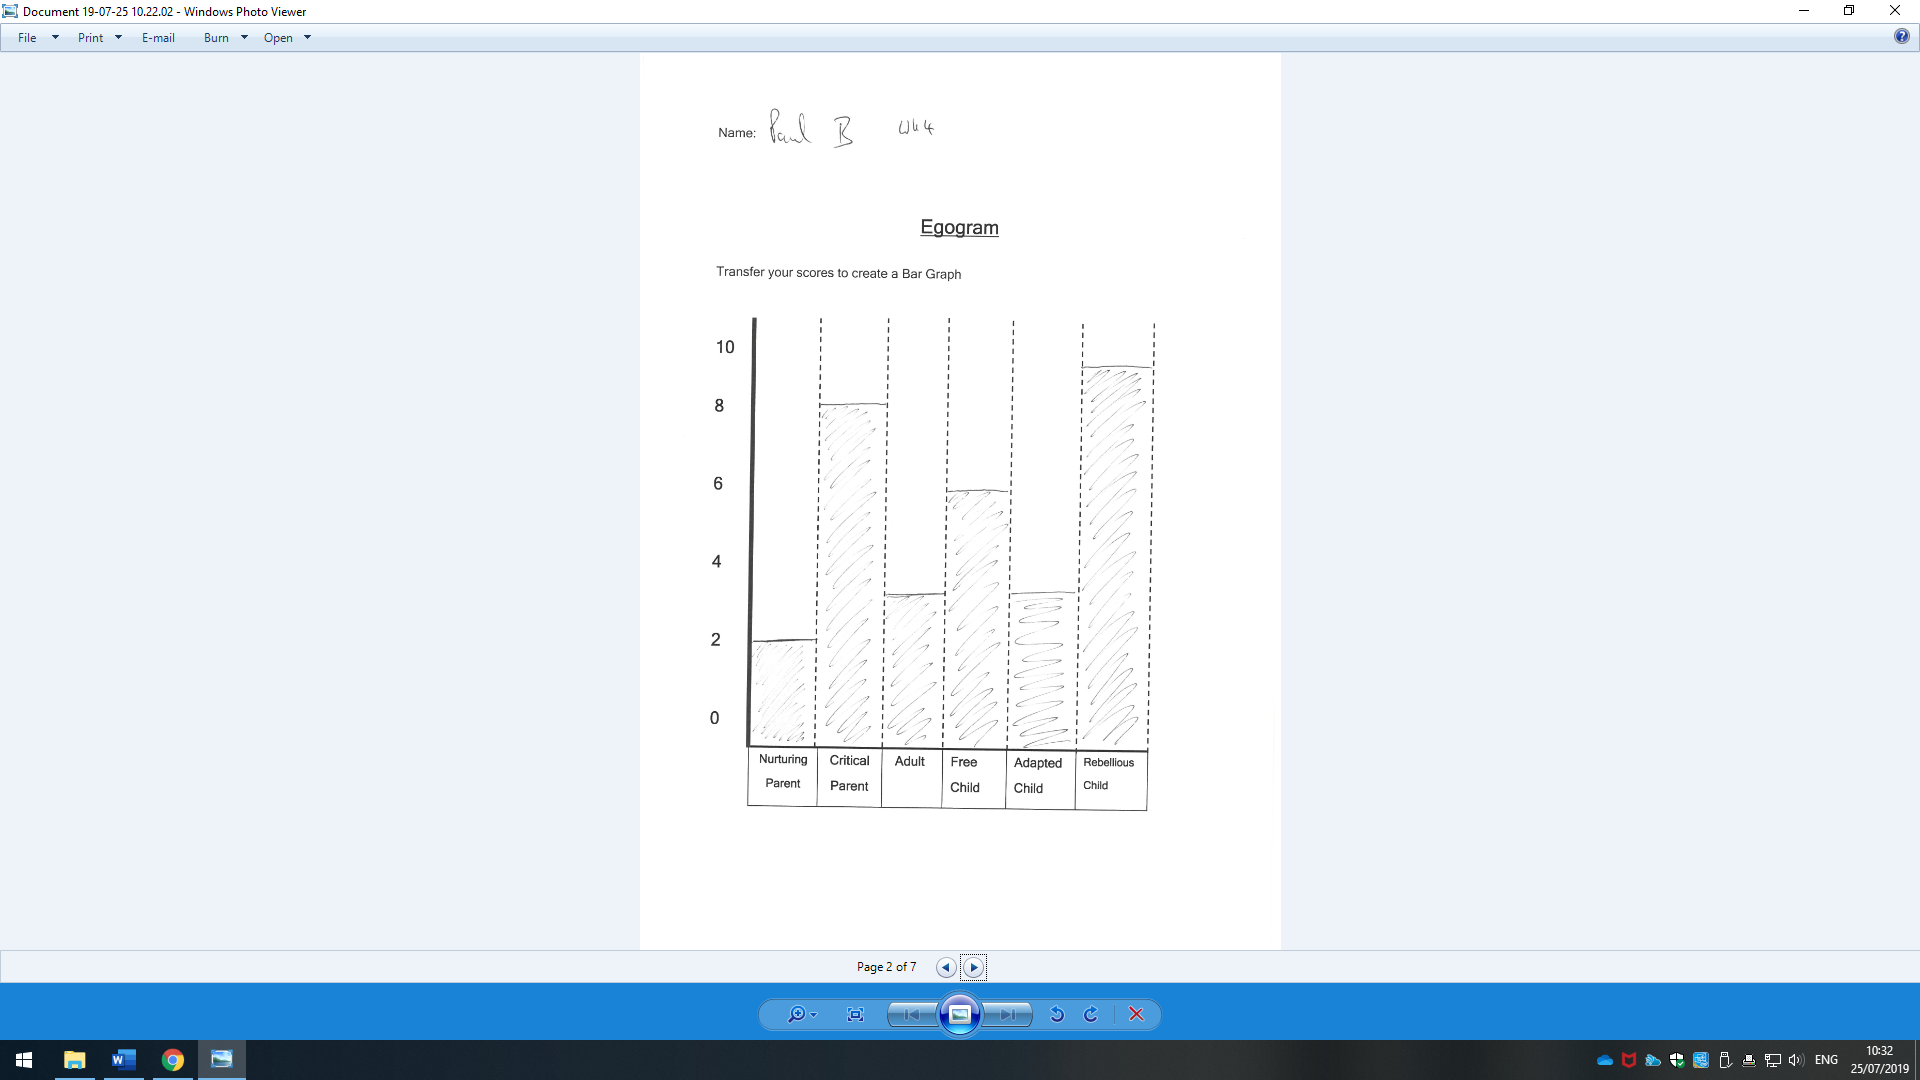 Document 19-07-25 10.22.02 - Windows Photo Viewer
File Print E-mail Burn Open
Name: Paul B Wk4
Egogram
Transfer your scores to create a Bar Graph
10
8
6
4
2
0
Nurturing Parent
Critical Parent
Adult
Free Child
Adapted Child
Rebellious Child
Page 2 of 7
ENG
10:32
25/07/2019